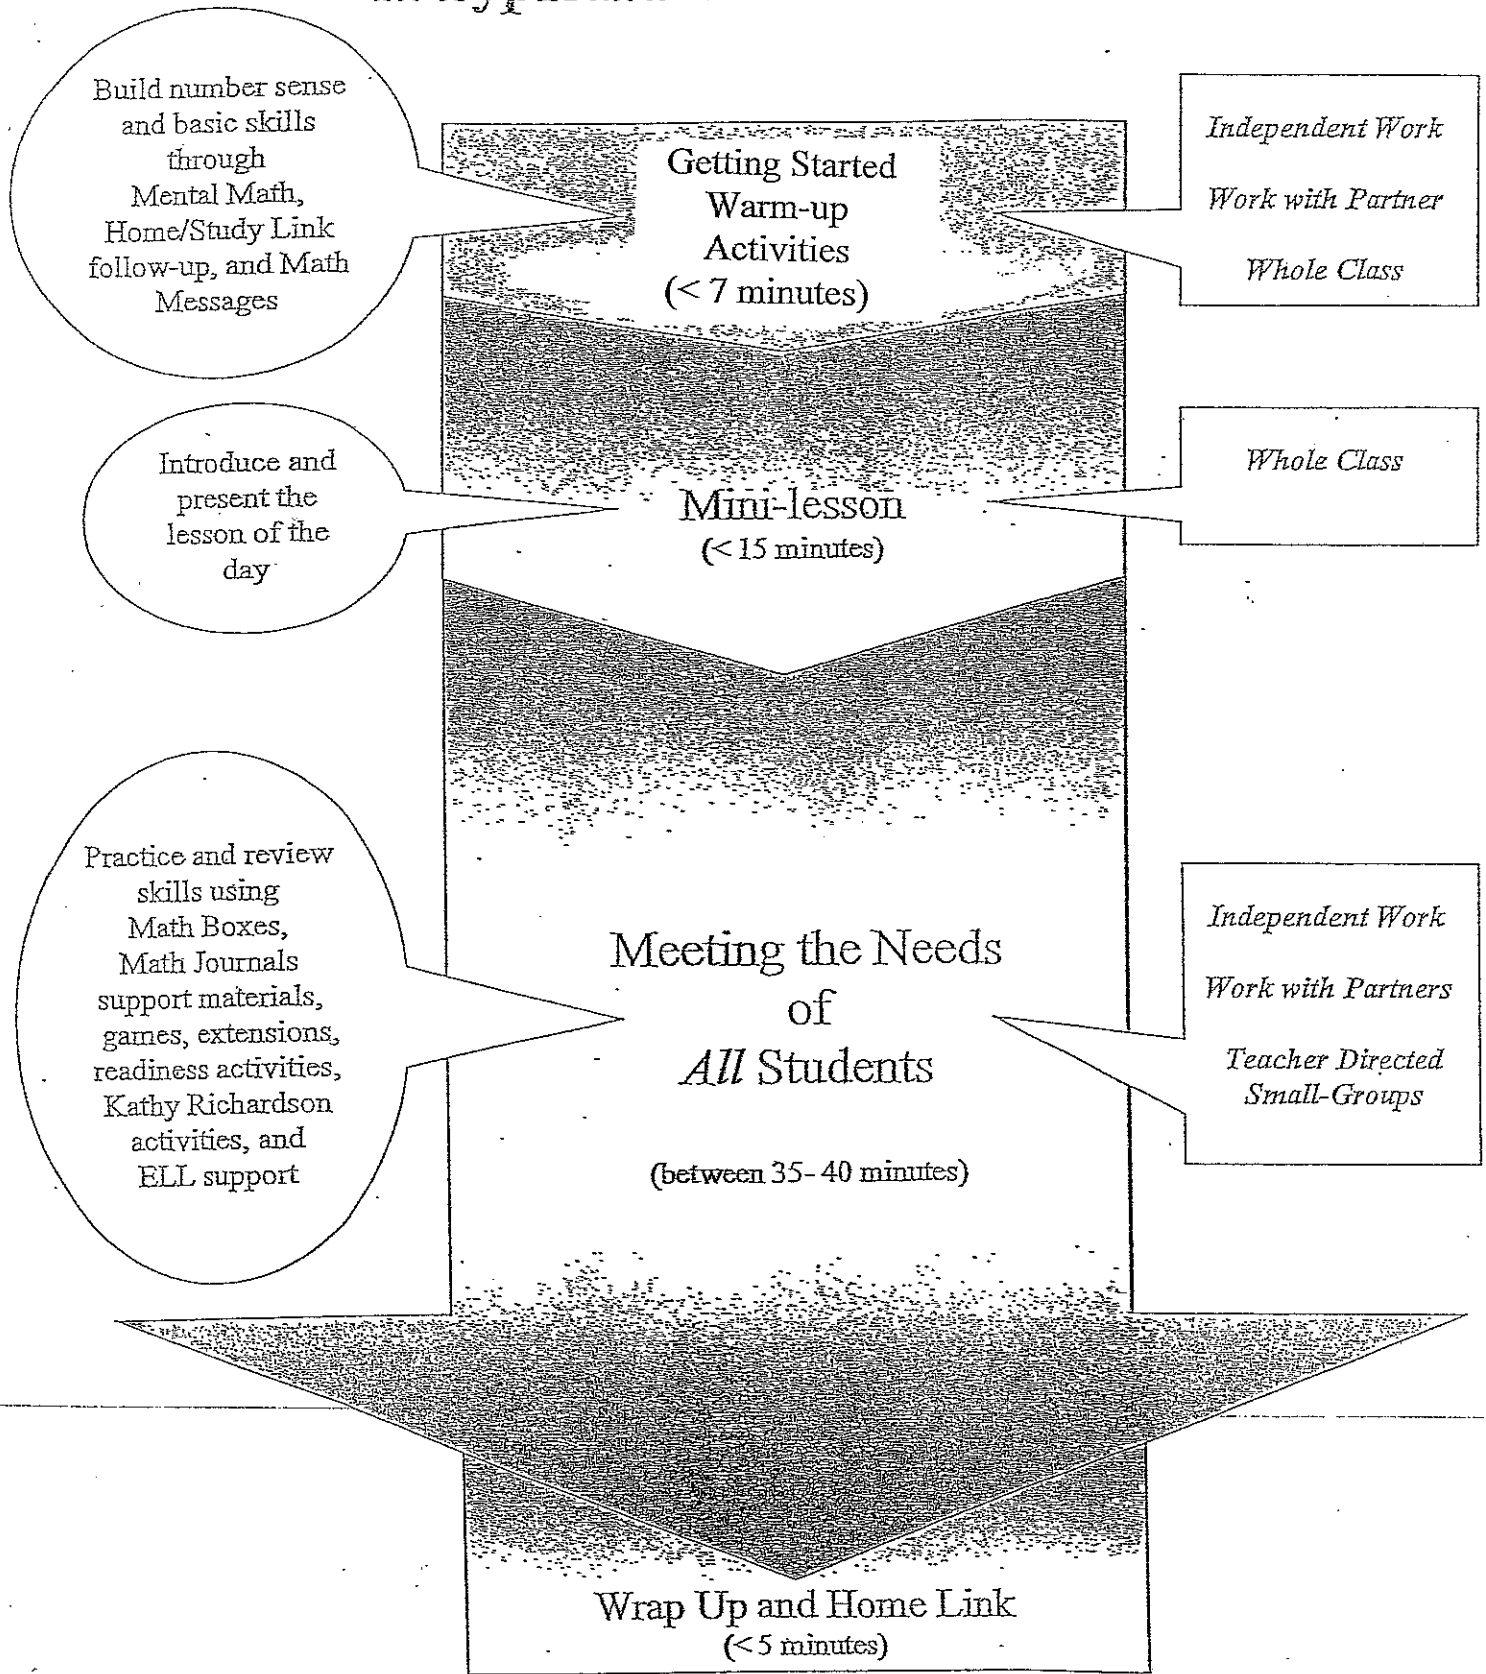 Build number sense
and basic skills
through
Mental Math,
Home/Study Link
follow-up, and Math
Messages
Getting Started
Warm-up
Activities
(< 7 minutes)
Independent Work
Work with Partner
Whole Class
Introduce and
present the
lesson of the
day
Mini-lesson
(< 15 minutes)
Whole Class
Practice and review
skills using
Math Boxes,
Math Journals
support materials,
games, extensions,
readiness activities,
Kathy Richardson
activities, and
ELL support
Meeting the Needs
of
All Students
(between 35-40 minutes)
Independent Work
Work with Partners
Teacher Directed
Small-Groups
Wrap Up and Home Link
(< 5 minutes)